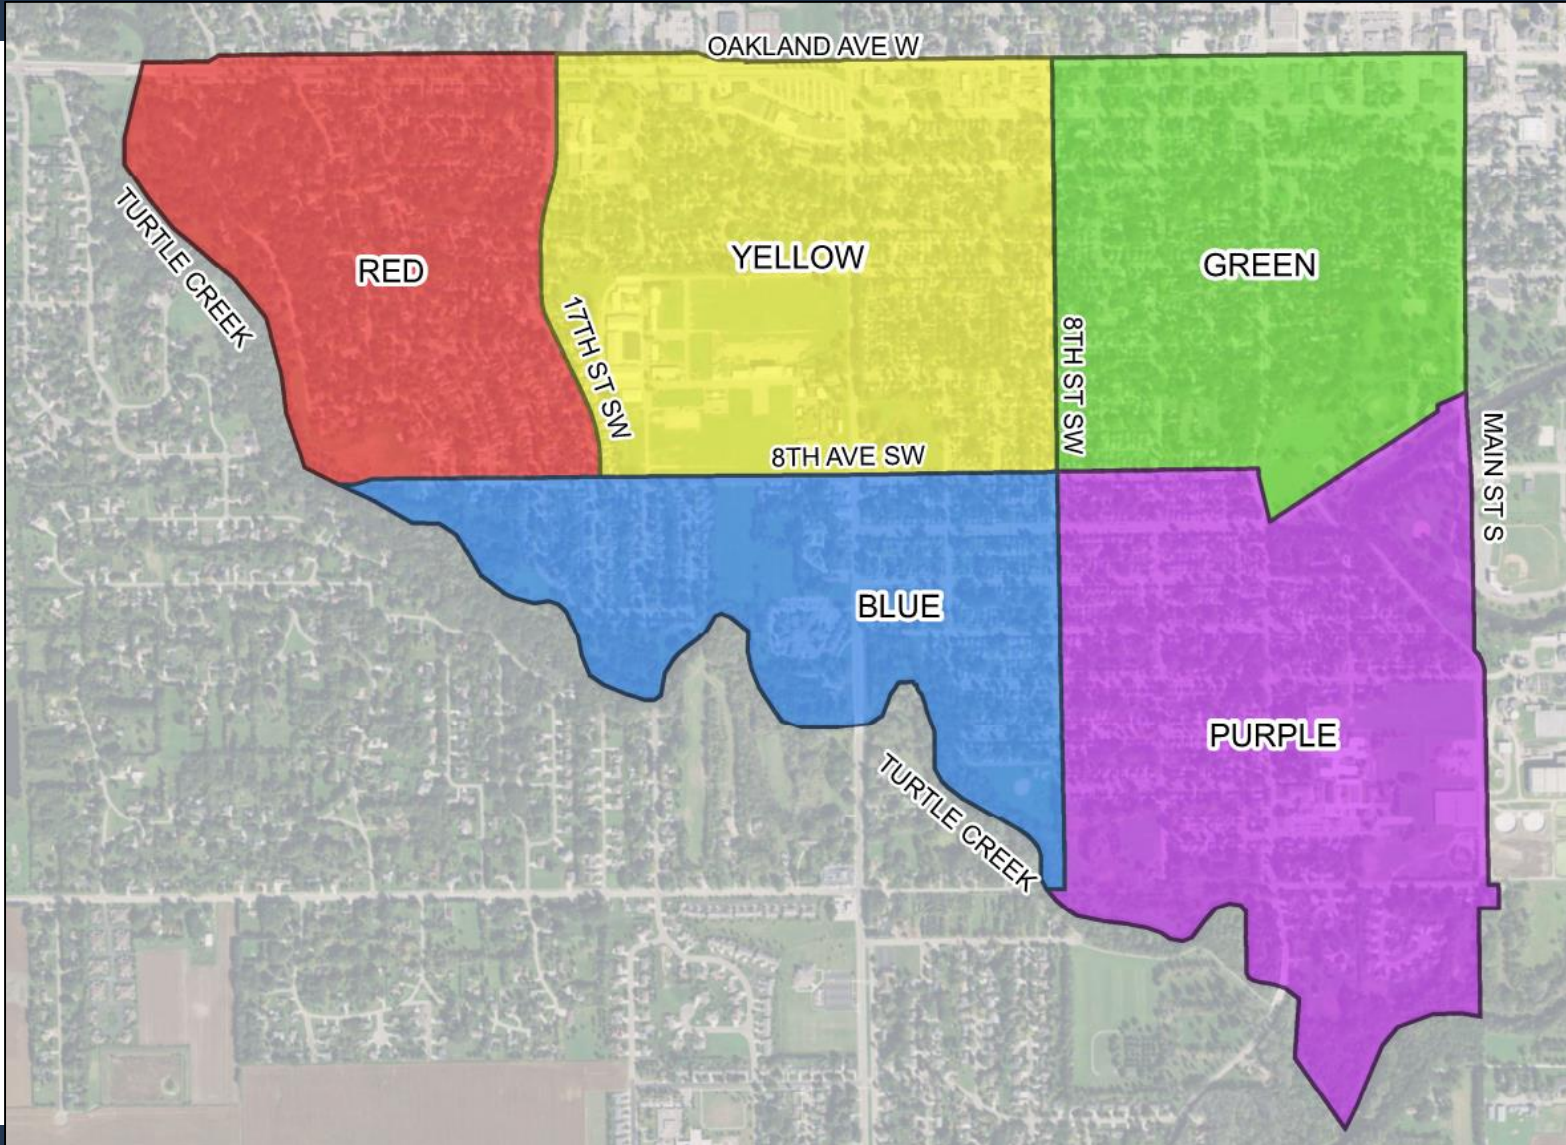 OAKLAND AVE W
TURTLE CREEK
RED
YELLOW
GREEN
17TH ST SW
8TH ST SW
8TH AVE SW
MAIN ST S
BLUE
PURPLE
TURTLE CREEK